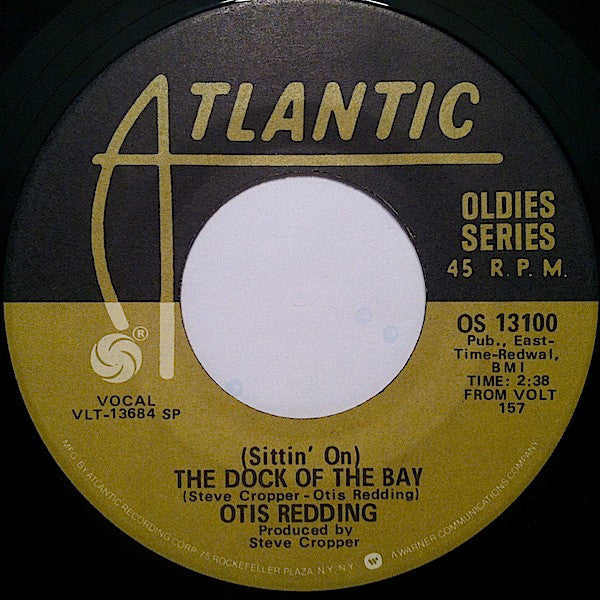 ATLANTIC
OLDIES
SERIES
45 R.P.M.
®
OS 13100
Pub., East-
Time-Redwal,
BMI
TIME: 2:38
FROM VOLT
157
VOCAL
VLT-13684 SP
(Sittin' On)
THE DOCK OF THE BAY
(Steve Cropper - Otis Redding)
OTIS REDDING
Produced by
Steve Cropper
MFG. BY ATLANTIC RECORDING CORP. 75 ROCKEFELLER PLAZA, N.Y., N.Y. A WARNER COMMUNICATIONS COMPANY